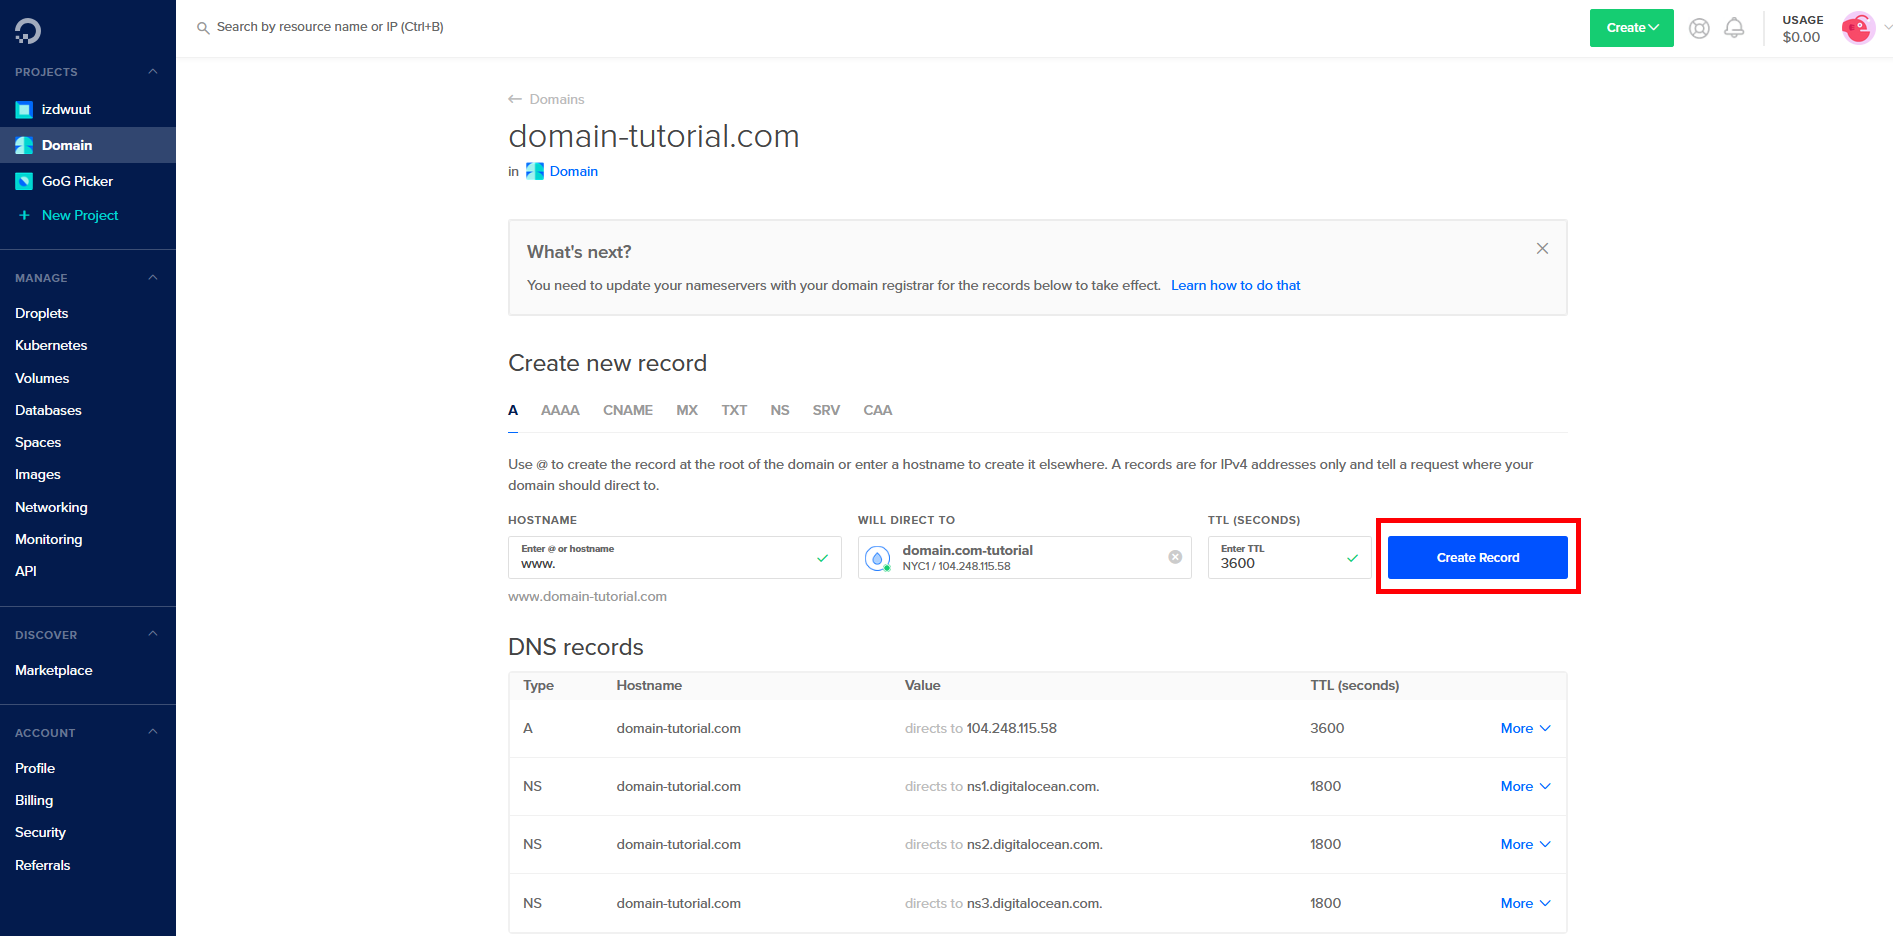 Search by resource name or IP (Ctrl+B)
Create
USAGE
$0.00
PROJECTS
izdwuut
Domain
GoG Picker
+ New Project
MANAGE
Droplets
Kubernetes
Volumes
Databases
Spaces
Images
Networking
Monitoring
API
DISCOVER
Marketplace
ACCOUNT
Profile
Billing
Security
Referrals
← Domains
domain-tutorial.com
in Domain
What's next?
You need to update your nameservers with your domain registrar for the records below to take effect. Learn how to do that
Create new record
A AAAA CNAME MX TXT NS SRV CAA
Use @ to create the record at the root of the domain or enter a hostname to create it elsewhere. A records are for IPv4 addresses only and tell a request where your
domain should direct to.
HOSTNAME WILL DIRECT TO TTL (SECONDS)
Enter @ or hostname
www.
domain.com-tutorial
NYC1 / 104.248.115.58
Enter TTL
3600
Create Record
www.domain-tutorial.com
DNS records
Type Hostname Value TTL (seconds)
A domain-tutorial.com directs to 104.248.115.58 3600 More
NS domain-tutorial.com directs to ns1.digitalocean.com. 1800 More
NS domain-tutorial.com directs to ns2.digitalocean.com. 1800 More
NS domain-tutorial.com directs to ns3.digitalocean.com. 1800 More